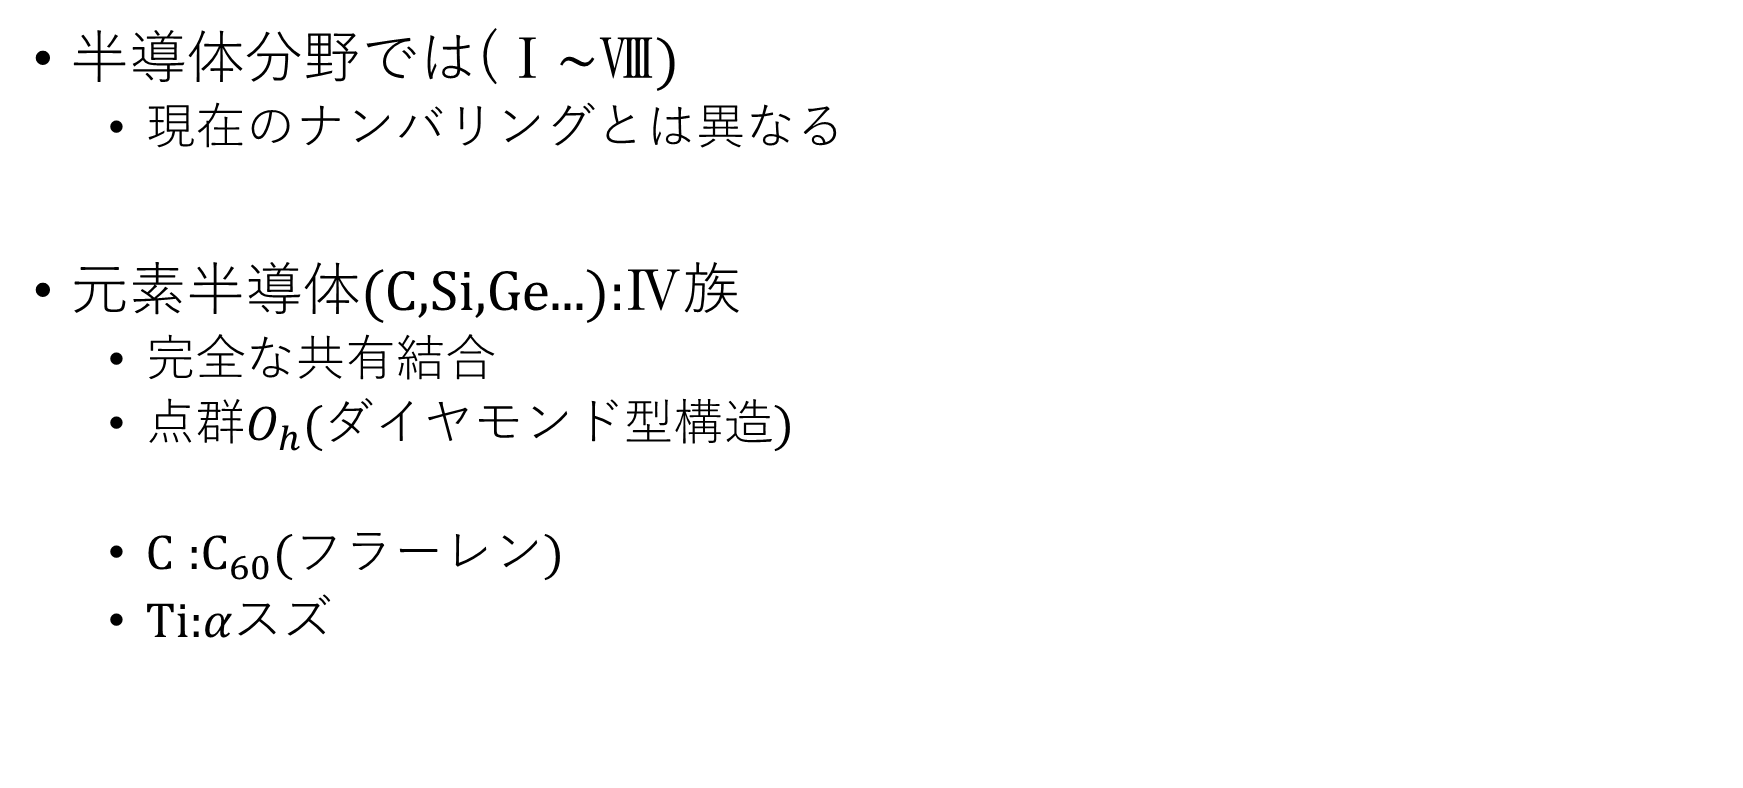 • 半導体分野では(Ⅰ~Ⅷ)
• 現在のナンバリングとは異なる
• 元素半導体(C,Si,Ge...):Ⅳ族
• 完全な共有結合
• 点群Oₕ(ダイヤモンド型構造)
• C :C₆₀(フラーレン)
• Ti:αスズ